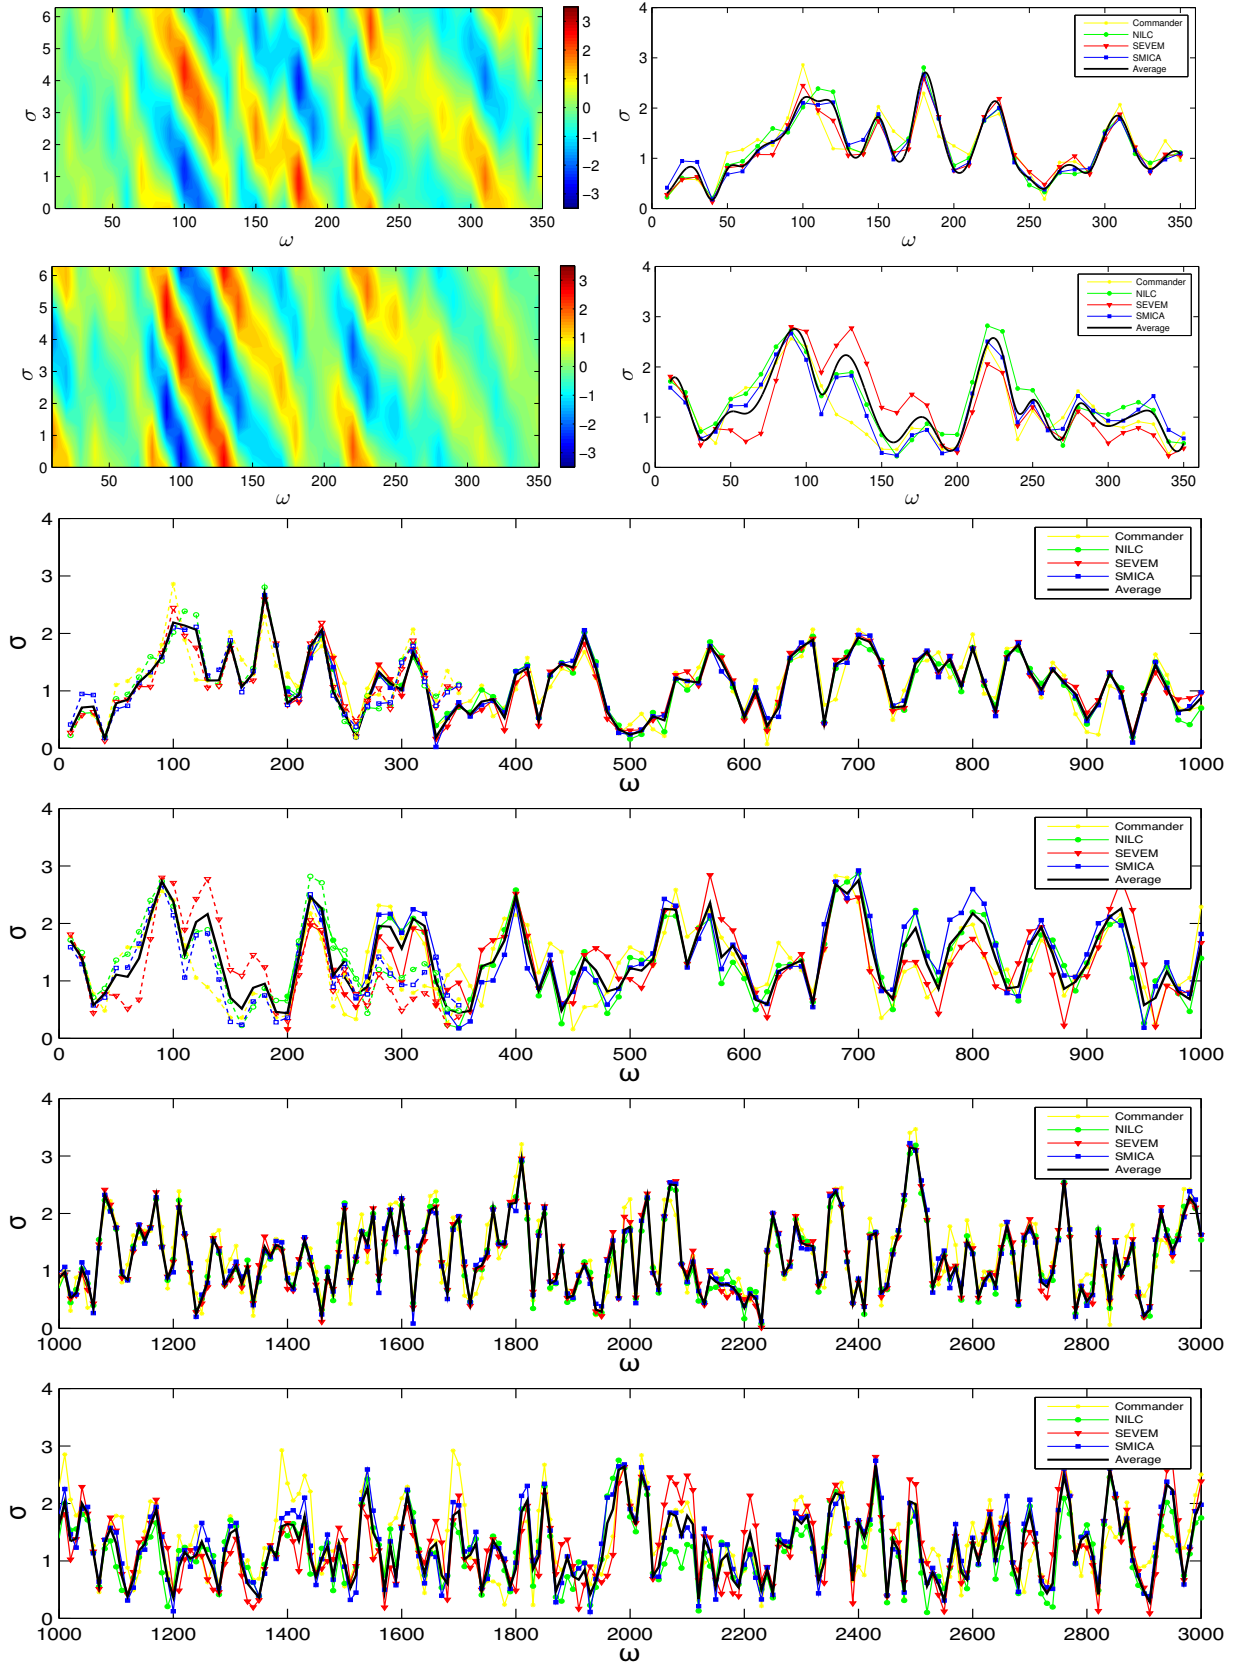 σ
6
5
4
3
2
1
0
50
100
150
200
250
300
350
ω
3
2
1
0
−1
−2
−3
σ
4
3
2
1
0
0
50
100
150
200
250
300
350
ω
Commander
NILC
SEVEM
SMICA
Average
σ
6
5
4
3
2
1
0
50
100
150
200
250
300
350
ω
3
2
1
0
−1
−2
−3
σ
4
3
2
1
0
0
50
100
150
200
250
300
350
ω
Commander
NILC
SEVEM
SMICA
Average
σ
4
3
2
1
0
0
100
200
300
400
500
600
700
800
900
1000
ω
Commander
NILC
SEVEM
SMICA
Average
σ
4
3
2
1
0
0
100
200
300
400
500
600
700
800
900
1000
ω
Commander
NILC
SEVEM
SMICA
Average
σ
4
3
2
1
0
1000
1200
1400
1600
1800
2000
2200
2400
2600
2800
3000
ω
Commander
NILC
SEVEM
SMICA
Average
σ
4
3
2
1
0
1000
1200
1400
1600
1800
2000
2200
2400
2600
2800
3000
ω
Commander
NILC
SEVEM
SMICA
Average